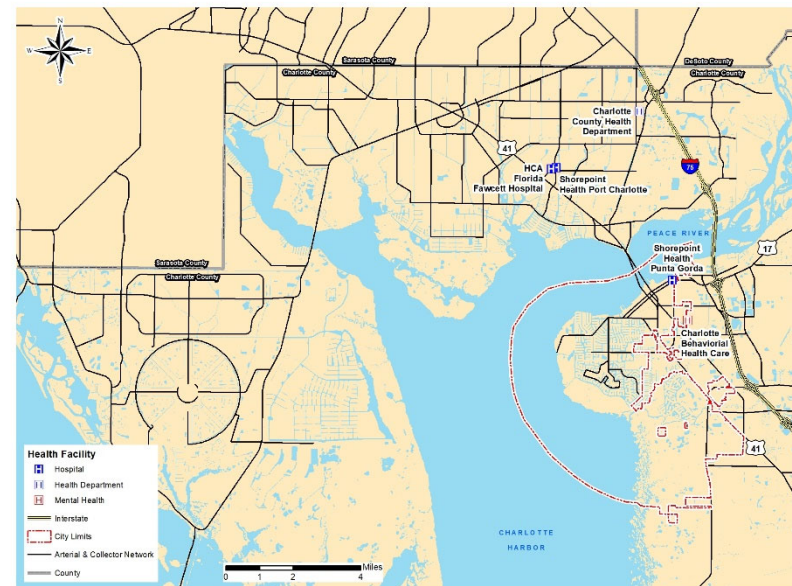 N
W E
S
Sarasota County
Charlotte County
DeSoto County
Charlotte County
Charlotte
County Health
Department
41
HCA
Florida
Fawcett Hospital
Shorepoint
Health Port Charlotte
75
PEACE RIVER
17
Shorepoint
Health
Punta Gorda
Sarasota County
Charlotte County
Charlotte
Behaviorial
Health Care
41
CHARLOTTE
HARBOR
Health Facility
H Hospital
H Health Department
H Mental Health
Interstate
City Limits
Arterial & Collector Network
County
Miles
0 1 2 4